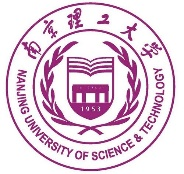 南京理工大学
NANJING UNIVERSITY OF SCIENCE & TECHNOLOGY
1953